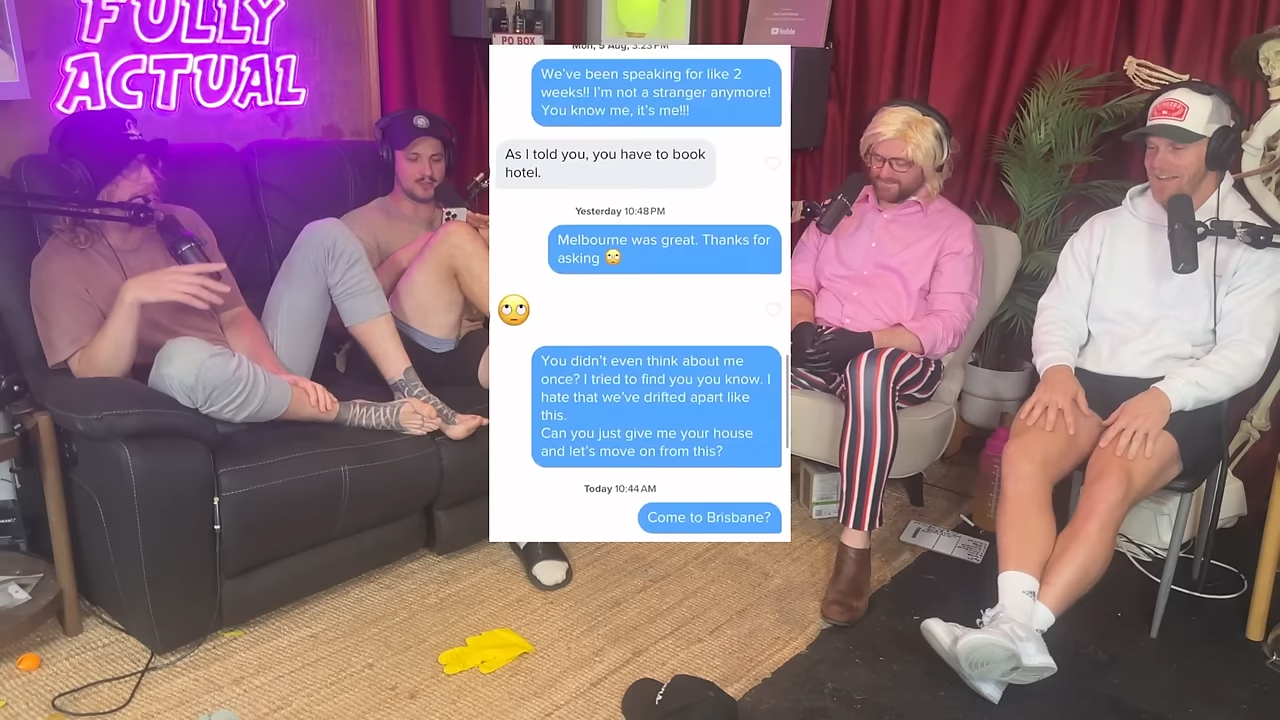 FULLY
ACTUAL
PO BOX
YouTube
Mon, 5 Aug, 3:23 PM
We've been speaking for like 2
weeks!! I'm not a stranger anymore!
You know me, it's me!!!
As I told you, you have to book
hotel.
Yesterday 10:48 PM
Melbourne was great. Thanks for
asking 🙄
🙄
You didn't even think about me
once? I tried to find you you know. I
hate that we've drifted apart like
this.
Can you just give me your house
and let's move on from this?
Today 10:44 AM
Come to Brisbane?